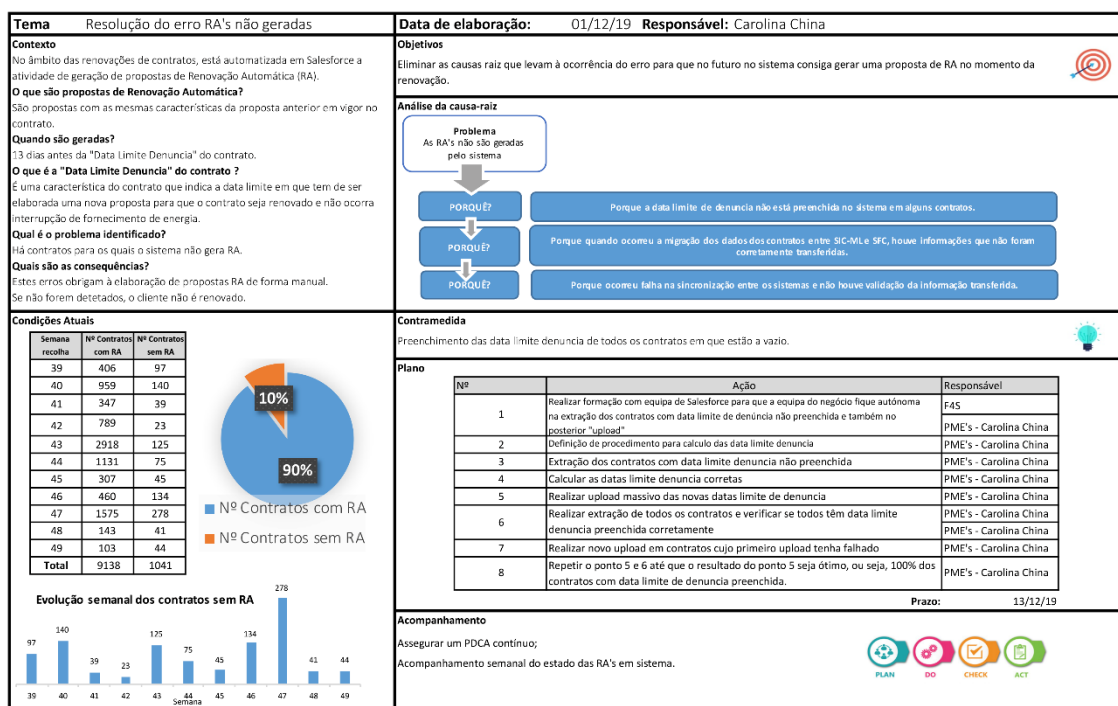 Tema Resolução do erro RA's não geradas
Data de elaboração: 01/12/19 Responsável: Carolina China
Contexto
No âmbito das renovações de contratos, está automatizada em Salesforce a
atividade de geração de propostas de Renovação Automática (RA).
O que são propostas de Renovação Automática?
São propostas com as mesmas características da proposta anterior em vigor no
contrato.
Quando são geradas?
13 dias antes da "Data Limite Denuncia" do contrato.
O que é a "Data Limite Denuncia" do contrato ?
É uma característica do contrato que indica a data limite em que tem de ser
elaborada uma nova proposta para que o contrato seja renovado e não ocorra
interrupção de fornecimento de energia.
Qual é o problema identificado?
Há contratos para os quais o sistema não gera RA.
Quais são as consequências?
Estes erros obrigam à elaboração de propostas RA de forma manual.
Se não forem detetados, o cliente não é renovado.
Objetivos
Eliminar as causas raiz que levam à ocorrência do erro para que no futuro no sistema consiga gerar uma proposta de RA no momento da
renovação.
Análise da causa-raiz
Problema
As RA's não são geradas
pelo sistema
PORQUÊ? Porque a data limite de denuncia não está preenchida no sistema em alguns contratos.
PORQUÊ? Porque quando ocorreu a migração dos dados dos contratos entre SIC-ML e SFC, houve informações que não foram
corretamente transferidas.
PORQUÊ? Porque ocorreu falha na sincronização entre os sistemas e não houve validação da informação transferida.
Condições Atuais
Semana recolha Nº Contratos com RA Nº Contratos sem RA
39 406 97
40 959 140
41 347 39
42 789 23
43 2918 125
44 1131 75
45 307 45
46 460 134
47 1575 278
48 143 41
49 103 44
Total 9138 1041
10%
90%
Nº Contratos com RA
Nº Contratos sem RA
Evolução semanal dos contratos sem RA
97 140 39 23 125 75 45 134 278 41 44
39 40 41 42 43 44 45 46 47 48 49
Semana
Contramedida
Preenchimento das data limite denuncia de todos os contratos em que estão a vazio.
Plano
Nº Ação Responsável
1 Realizar formação com equipa de Salesforce para que a equipa do negócio fique autónoma
na extração dos contratos com data limite de denúncia não preenchida e também no
posterior "upload"
F4S
PME's - Carolina China
2 Definição de procedimento para calculo das data limite denuncia PME's - Carolina China
3 Extração dos contratos com data limite denuncia não preenchida PME's - Carolina China
4 Calcular as datas limite denuncia corretas PME's - Carolina China
5 Realizar upload massivo das novas datas limite de denuncia PME's - Carolina China
6 Realizar extração de todos os contratos e verificar se todos têm data limite PME's - Carolina China
denuncia preenchida corretamente PME's - Carolina China
7 Realizar novo upload em contratos cujo primeiro upload tenha falhado PME's - Carolina China
8 Repetir o ponto 5 e 6 até que o resultado do ponto 5 seja ótimo, ou seja, 100% dos
contratos com data limite de denuncia preenchida. PME's - Carolina China
Prazo: 13/12/19
Acompanhamento
Assegurar um PDCA contínuo;
Acompanhamento semanal do estado das RA's em sistema.
PLAN DO CHECK ACT